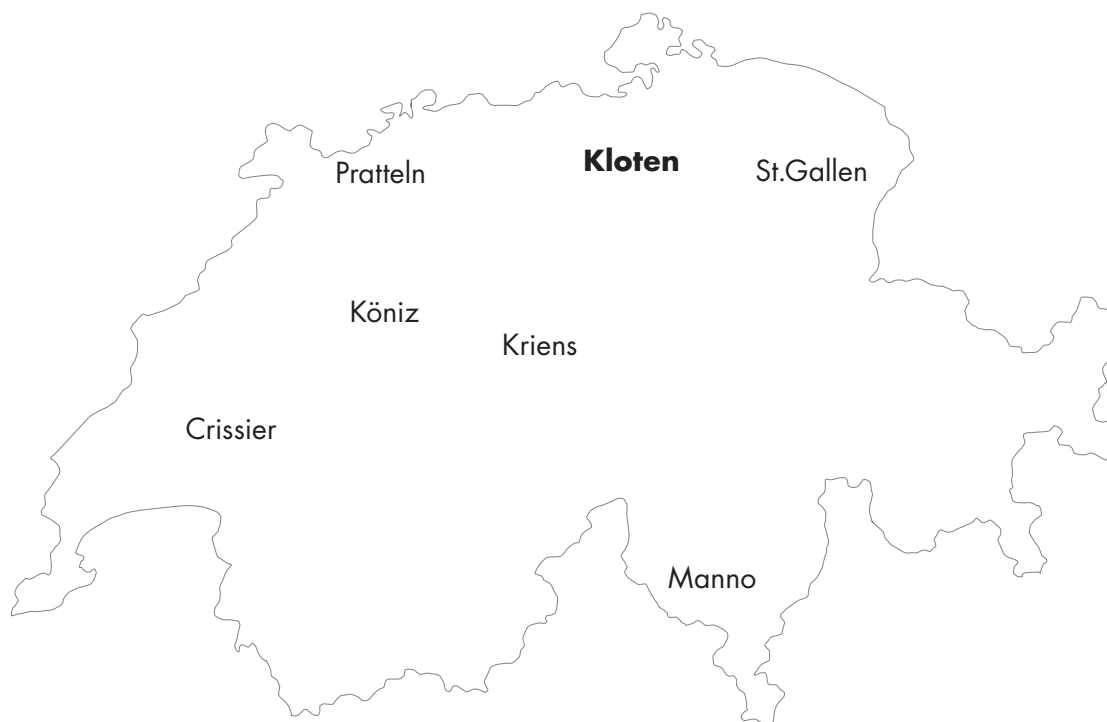 Pratteln
Kloten
St.Gallen
Köniz
Kriens
Crissier
Manno